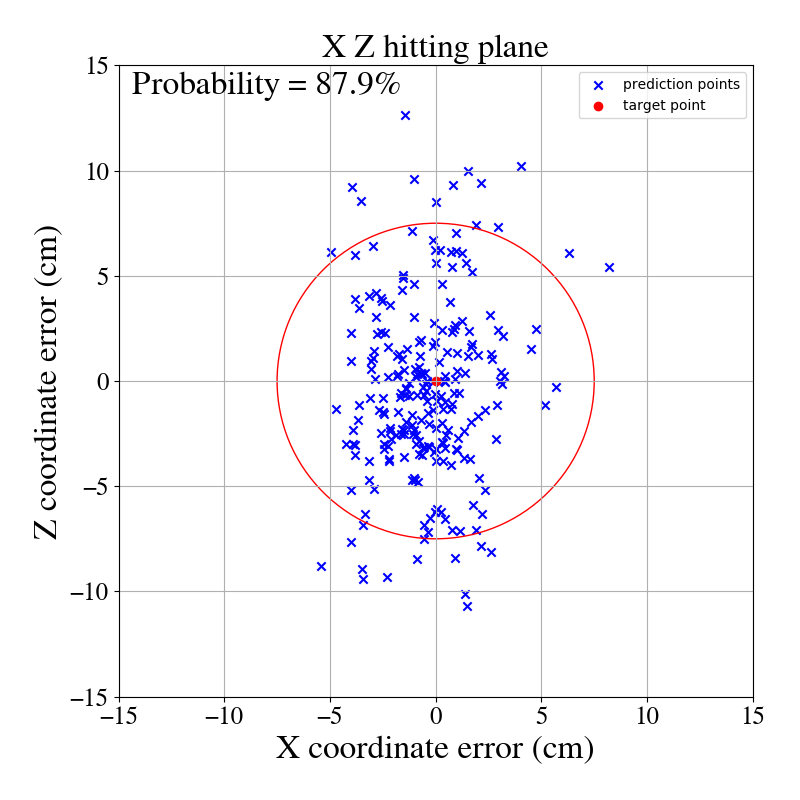 X Z hitting plane
Probability = 87.9%
prediction points
target point
15
10
5
0
−5
−10
−15
Z coordinate error (cm)
−15 −10 −5 0 5 10 15
X coordinate error (cm)